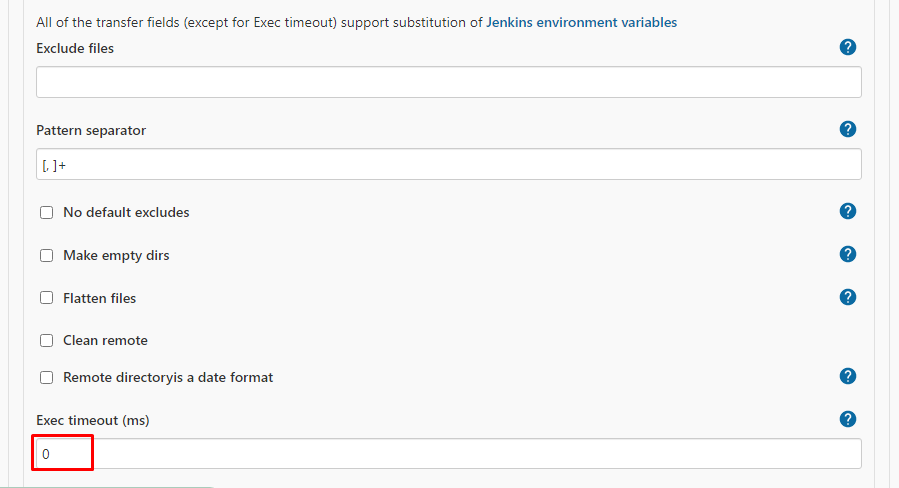 All of the transfer fields (except for Exec timeout) support substitution of Jenkins environment variables
Exclude files
?
Pattern separator
?
[, ]+
No default excludes
?
Make empty dirs
?
Flatten files
?
Clean remote
Remote directoryis a date format
?
Exec timeout (ms)
?
0